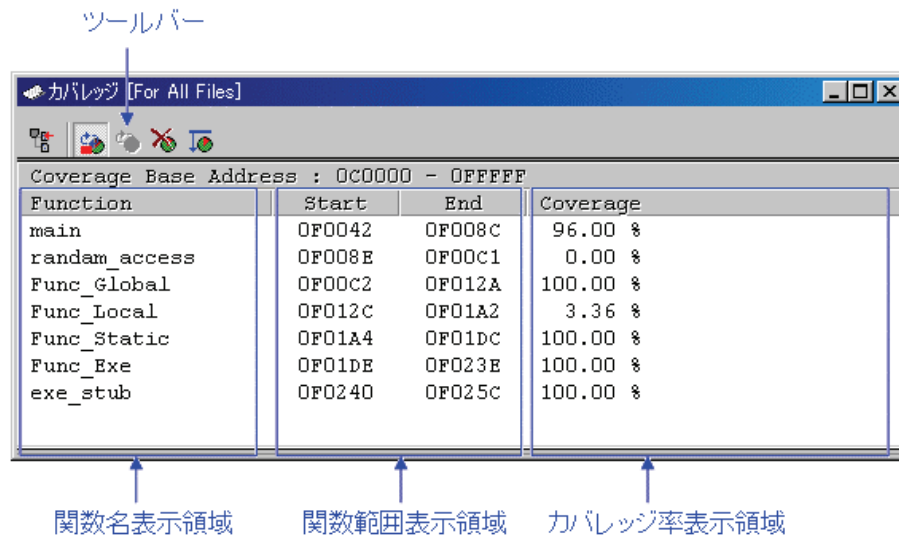 ツールバー
カバレッジ [For All Files]
Coverage Base Address : 0C0000 - 0FFFFF
Function Start End Coverage
main 0F0042 0F008C 96.00 %
randam_access 0F008E 0F00C1 0.00 %
Func_Global 0F00C2 0F012A 100.00 %
Func_Local 0F012C 0F01A2 3.36 %
Func_Static 0F01A4 0F01DC 100.00 %
Func_Exe 0F01DE 0F023E 100.00 %
exe_stub 0F0240 0F025C 100.00 %
関数名表示領域 関数範囲表示領域 カバレッジ率表示領域